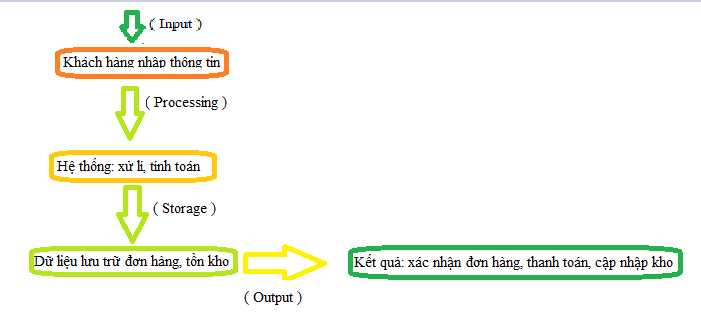 ( Input )
Khách hàng nhập thông tin
( Processing )
Hệ thống: xử lí, tính toán
( Storage )
Dữ liệu lưu trữ đơn hàng, tồn kho
Kết quả: xác nhận đơn hàng, thanh toán, cập nhập kho
( Output )